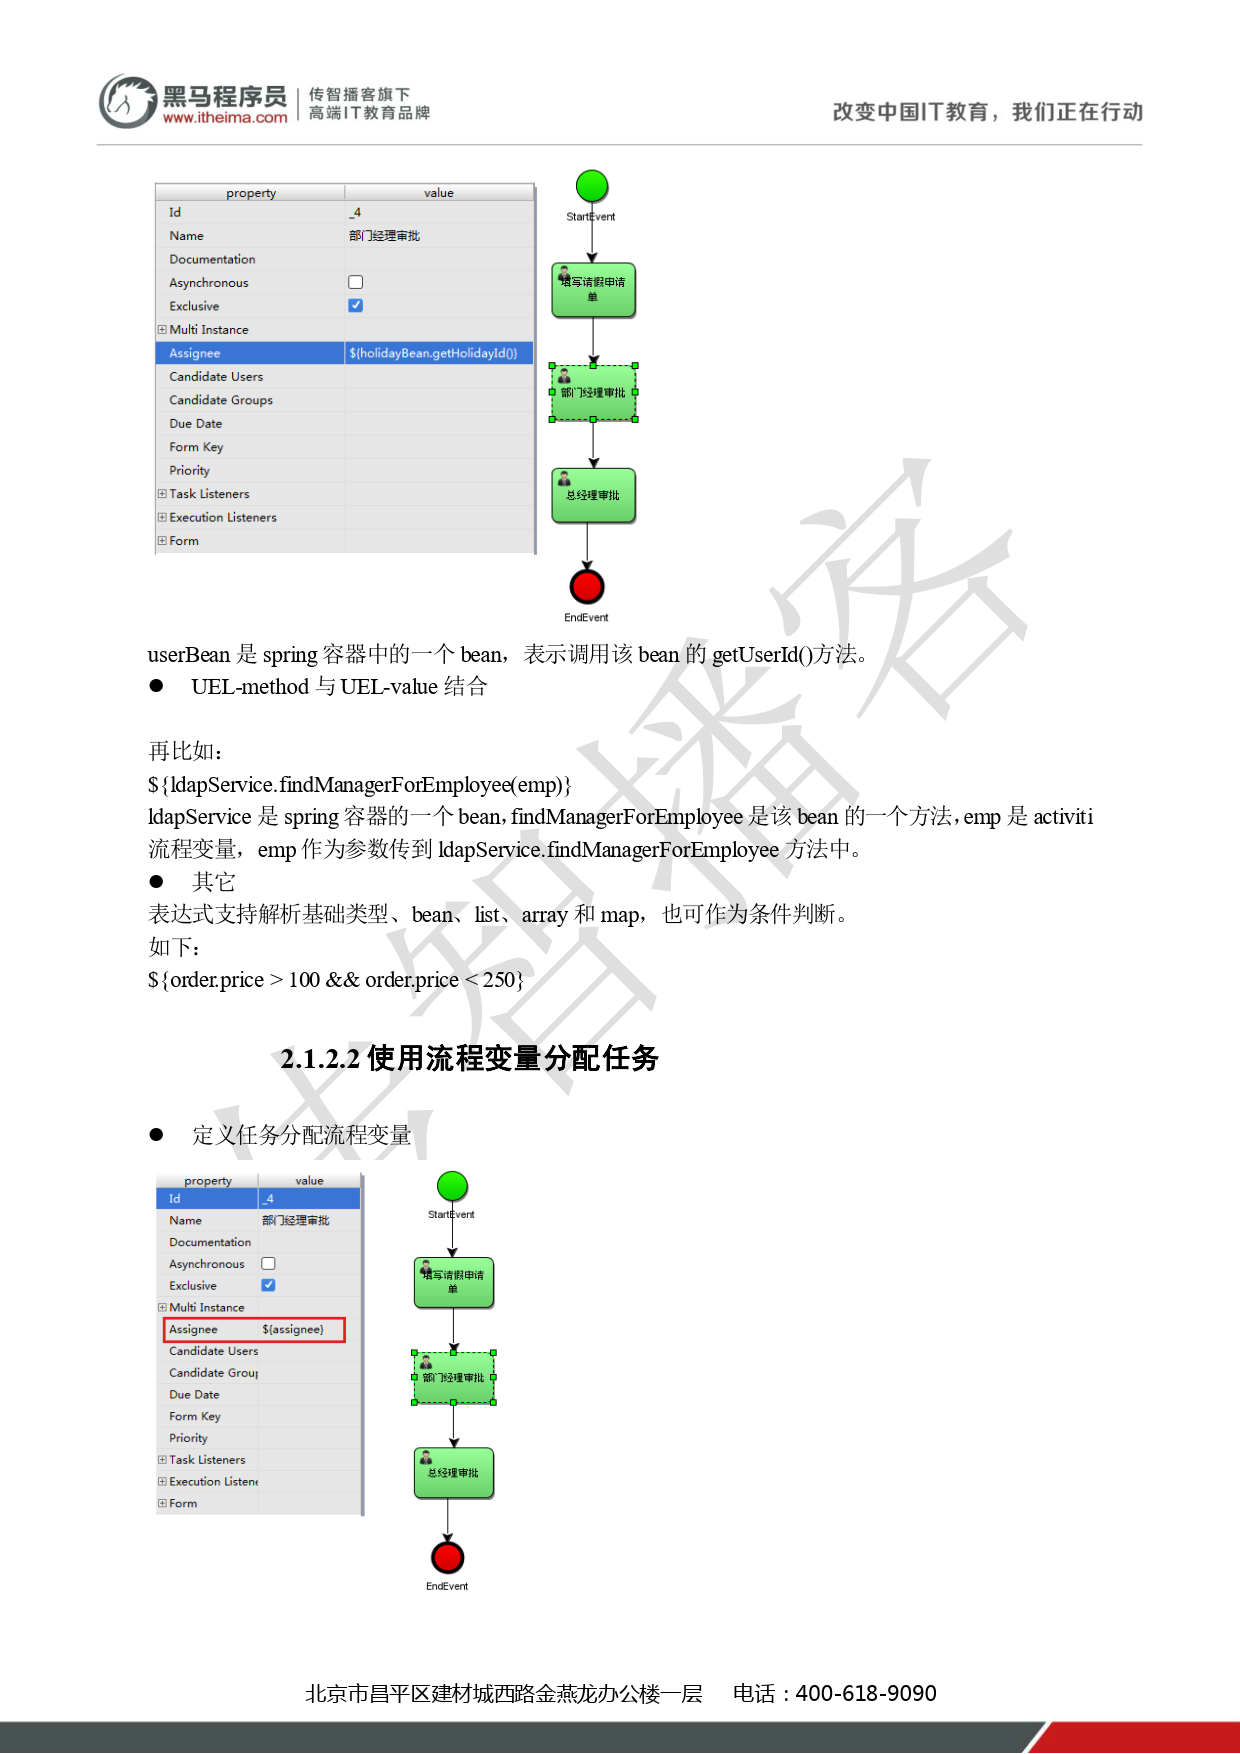 黑马程序员
www.itheima.com
传智播客旗下
高端IT教育品牌
改变中国IT教育，我们正在行动
property value
Id _4
Name 部门经理审批
Documentation
Asynchronous
Exclusive
Multi Instance
Assignee ${holidayBean.getHolidayId()}
Candidate Users
Candidate Groups
Due Date
Form Key
Priority
Task Listeners
Execution Listeners
Form
StartEvent
填写请假申请
单
部门经理审批
总经理审批
EndEvent
userBean 是 spring 容器中的一个 bean，表示调用该 bean 的 getUserId()方法。
● UEL-method 与 UEL-value 结合
再比如：
${ldapService.findManagerForEmployee(emp)}
ldapService 是 spring 容器的一个 bean，findManagerForEmployee 是该 bean 的一个方法，emp 是 activiti
流程变量，emp 作为参数传到 ldapService.findManagerForEmployee 方法中。
● 其它
表达式支持解析基础类型、bean、list、array 和 map，也可作为条件判断。
如下：
${order.price > 100 && order.price < 250}
2.1.2.2 使用流程变量分配任务
● 定义任务分配流程变量
property value
Id _4
Name 部门经理审批
Documentation
Asynchronous
Exclusive
Multi Instance
Assignee ${assignee}
Candidate Users
Candidate Grou
Due Date
Form Key
Priority
Task Listeners
Execution Listene
Form
StartEvent
填写请假申请
单
部门经理审批
总经理审批
EndEvent
传智播客
北京市昌平区建材城西路金燕龙办公楼一层 电话：400-618-9090